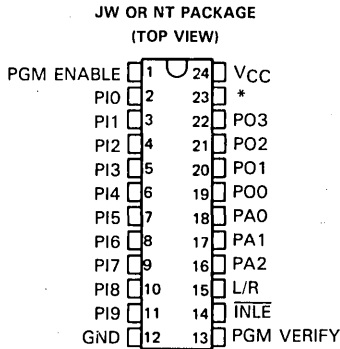 JW OR NT PACKAGE
(TOP VIEW)
PGM ENABLE 1 24 VCC
PI0 2 23 *
PI1 3 22 PO3
PI2 4 21 PO2
PI3 5 20 PO1
PI4 6 19 PO0
PI5 7 18 PA0
PI6 8 17 PA1
PI7 9 16 PA2
PI8 10 15 L/R
PI9 11 14 INLE
GND 12 13 PGM VERIFY